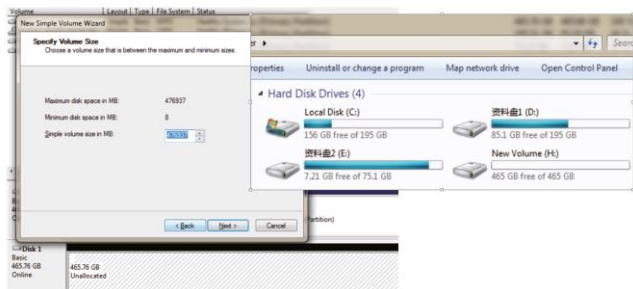 Volume Layout Type File System Status
New Simple Volume Wizard
Specify Volume Size
Choose a volume size that is between the maximum and minimum sizes.
Maximum disk space in MB: 476937
Minimum disk space in MB: 8
Simple volume size in MB: 476937
< Back Next > Cancel
Partition)
Disk 1
Basic
465.76 GB
Online
465.76 GB
Unallocated
er
Sear
roperties Uninstall or change a program Map network drive Open Control Panel
Hard Disk Drives (4)
Local Disk (C:)
156 GB free of 195 GB
资料盘1 (D:)
85.1 GB free of 195 GB
资料盘2 (E:)
7.21 GB free of 75.1 GB
New Volume (H:)
465 GB free of 465 GB